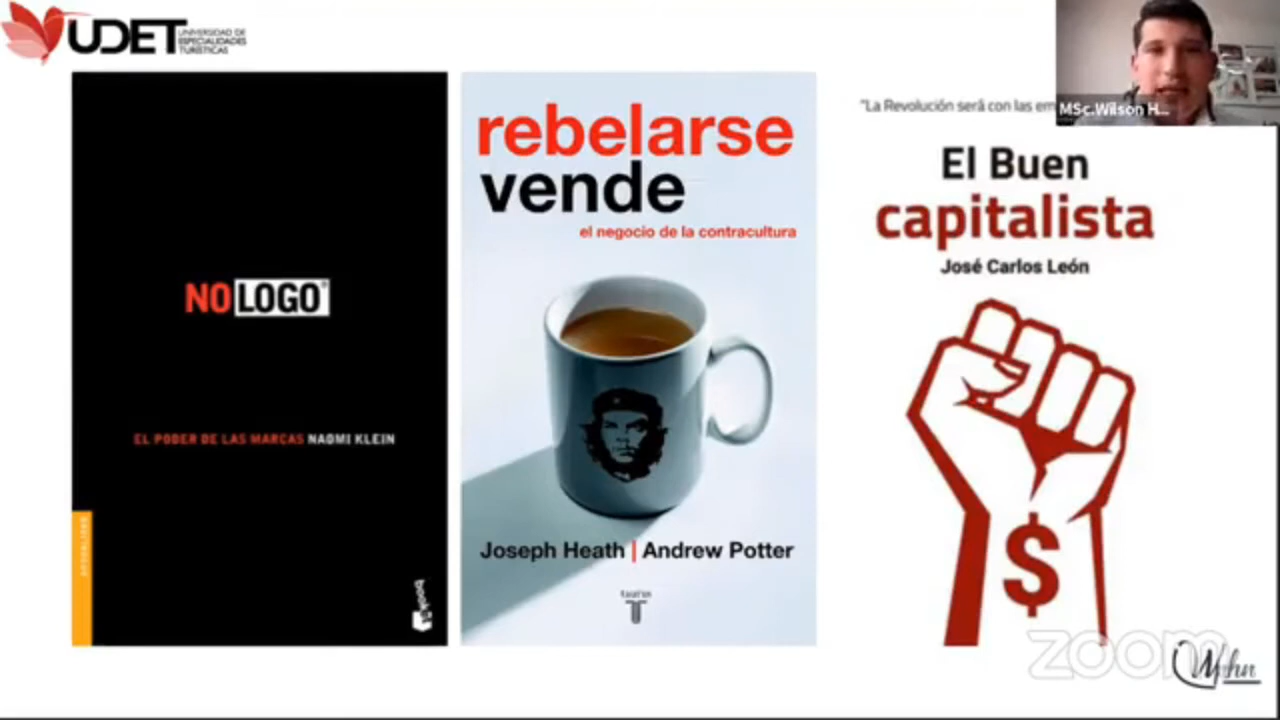 UDET
UNIVERSIDAD DE
ESPECIALIDADES
TURÍSTICAS
NO LOGO
EL PODER DE LAS MARCAS NAOMI KLEIN
rebelarse
vende
el negocio de la contracultura
Joseph Heath | Andrew Potter
taurus
T
"La Revolución será con las em
MSc.Wilson H...
El Buen
capitalista
José Carlos León
$
zoom